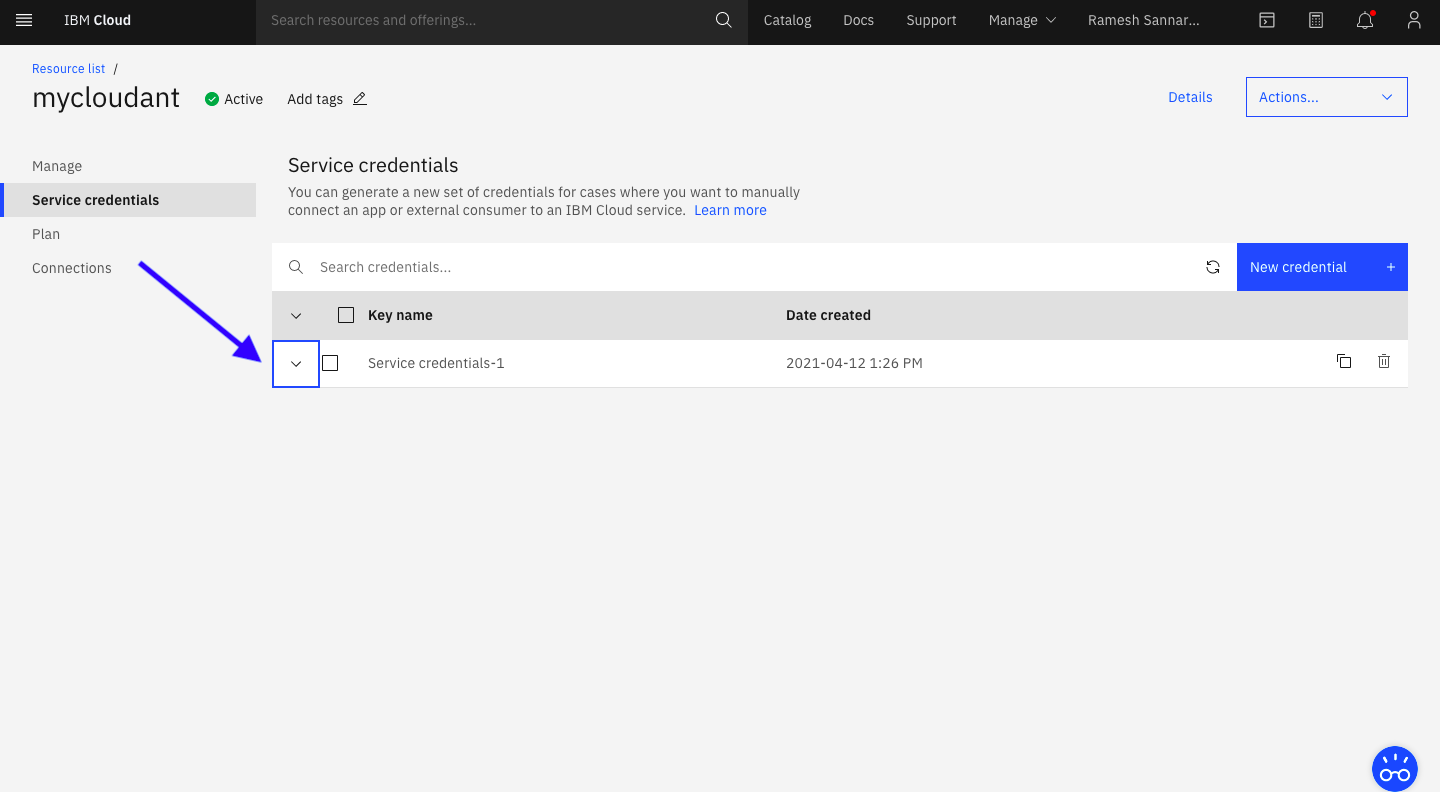 IBM Cloud
Search resources and offerings...
Catalog
Docs
Support
Manage
Ramesh Sannar...
Resource list /
mycloudant
Active
Add tags
Details
Actions...
Manage
Service credentials
Plan
Connections
Service credentials
You can generate a new set of credentials for cases where you want to manually
connect an app or external consumer to an IBM Cloud service. Learn more
Search credentials...
New credential +
Key name
Date created
Service credentials-1
2021-04-12 1:26 PM